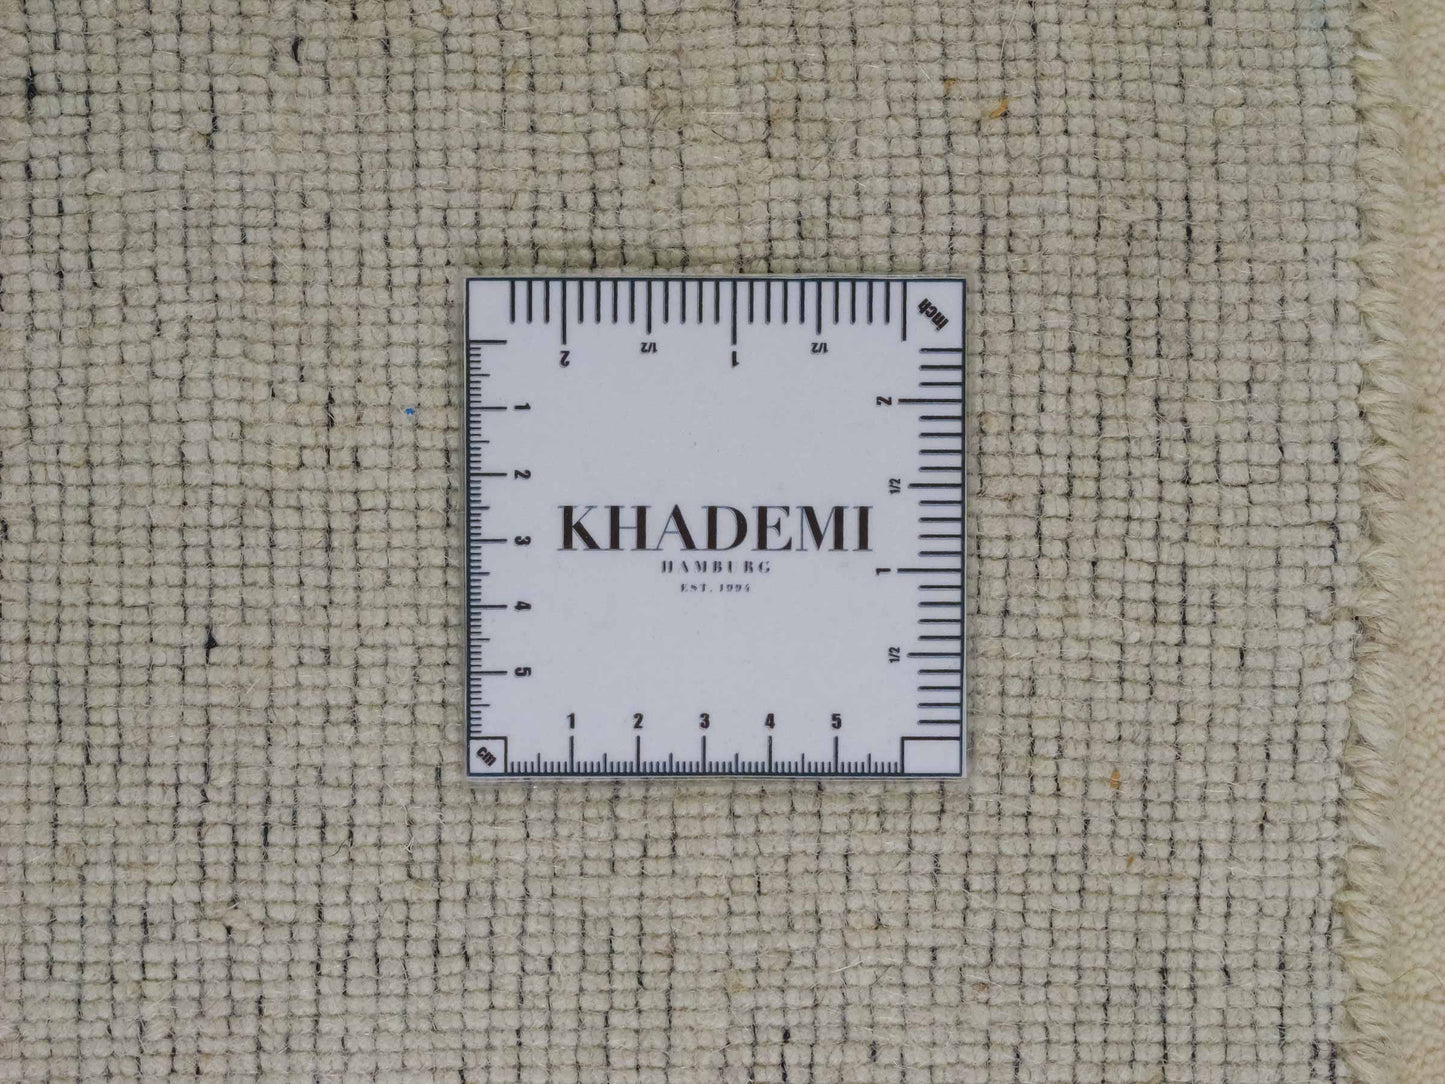 inch
2 1/2 1 1/2
1
2
3
4
5
2
1/2
1
1/2
KHADEMI
HAMBURG
EST. 1994
1 2 3 4 5
cm